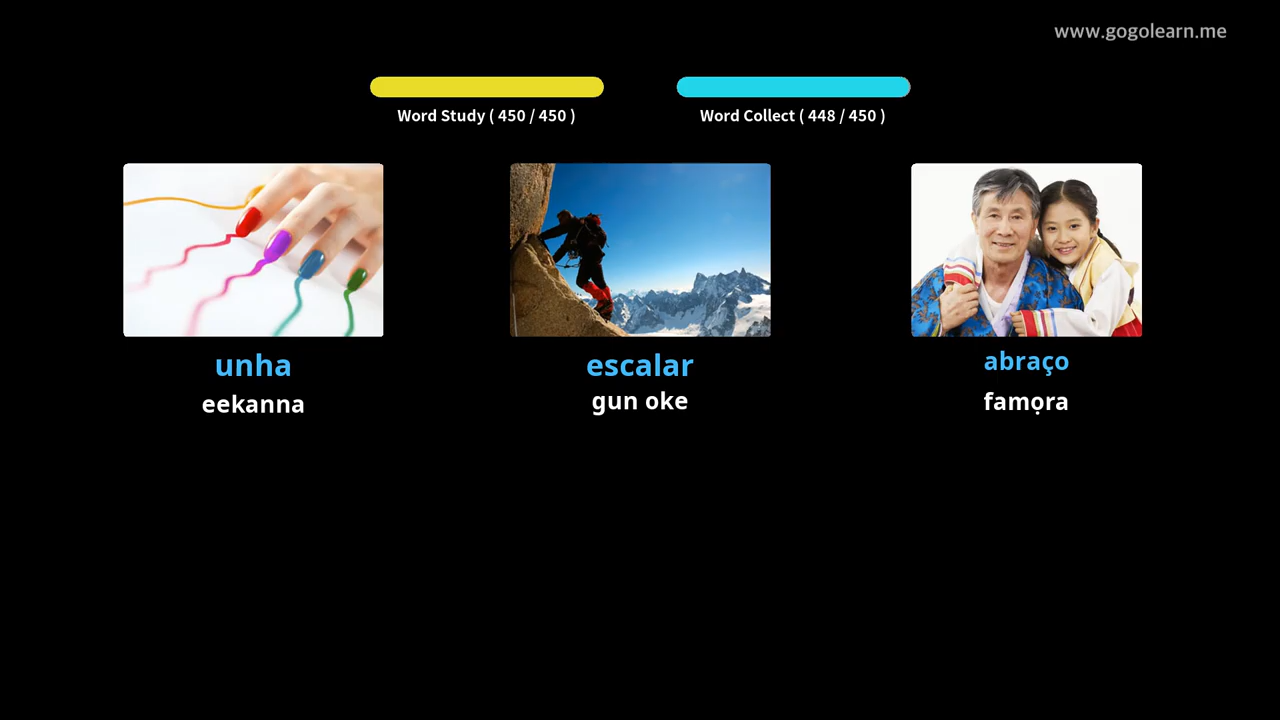 www.gogolearn.me
Word Study ( 450 / 450 )
Word Collect ( 448 / 450 )
unha
eekanna
escalar
gun oke
abraço
famọra